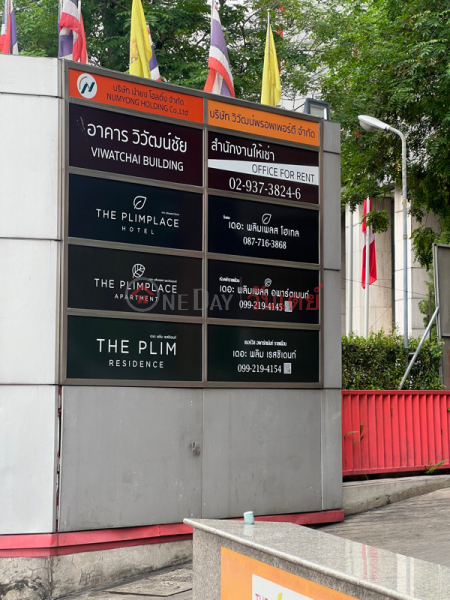 บริษัท นำยง โฮลดิ้ง จำกัด
NUMYONG HOLDING Co.,Ltd
บริษัท วิวัฒน์พรอพเพอร์ตี้ จำกัด
อาคาร วิวัฒน์ชัย
VIWATCHAI BUILDING
สำนักงานให้เช่า
OFFICE FOR RENT
02-937-3824-6
THE PLIMPLACE
HOTEL
เดอะ พลิมเพลส โฮเทล
087-716-3868
THE PLIMPLACE
APARTMENT
เดอะ พลิมเพลส อพาร์ตเมนท์
099-219-4145
THE PLIM
RESIDENCE
เดอะ พลิม เรสซิเดนท์
099-219-4154